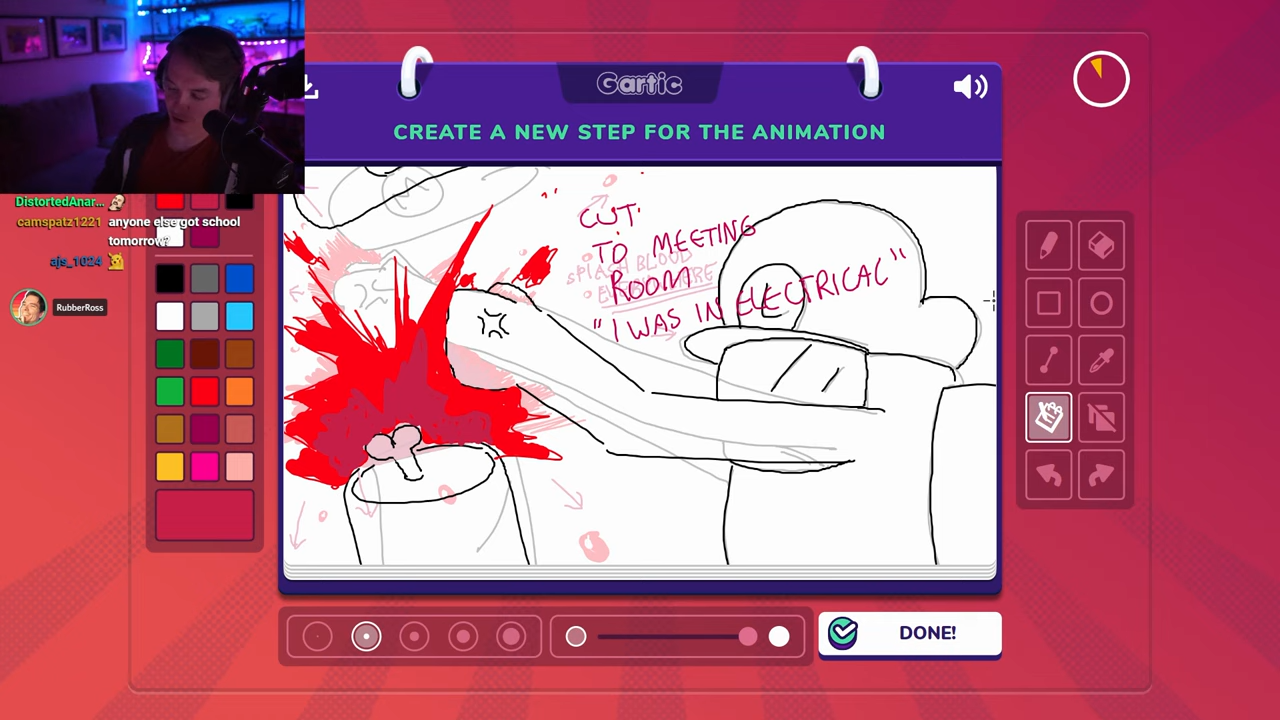 Gartic
CREATE A NEW STEP FOR THE ANIMATION
DistortedAnar...
camspatz1221 anyone else got school
tomorrow?
ajs_1024
RubberRoss
CUT:
TO MEETING
ROOM
"I WAS IN ELECTRICAL"
SPLASH BLOOD
DONE!